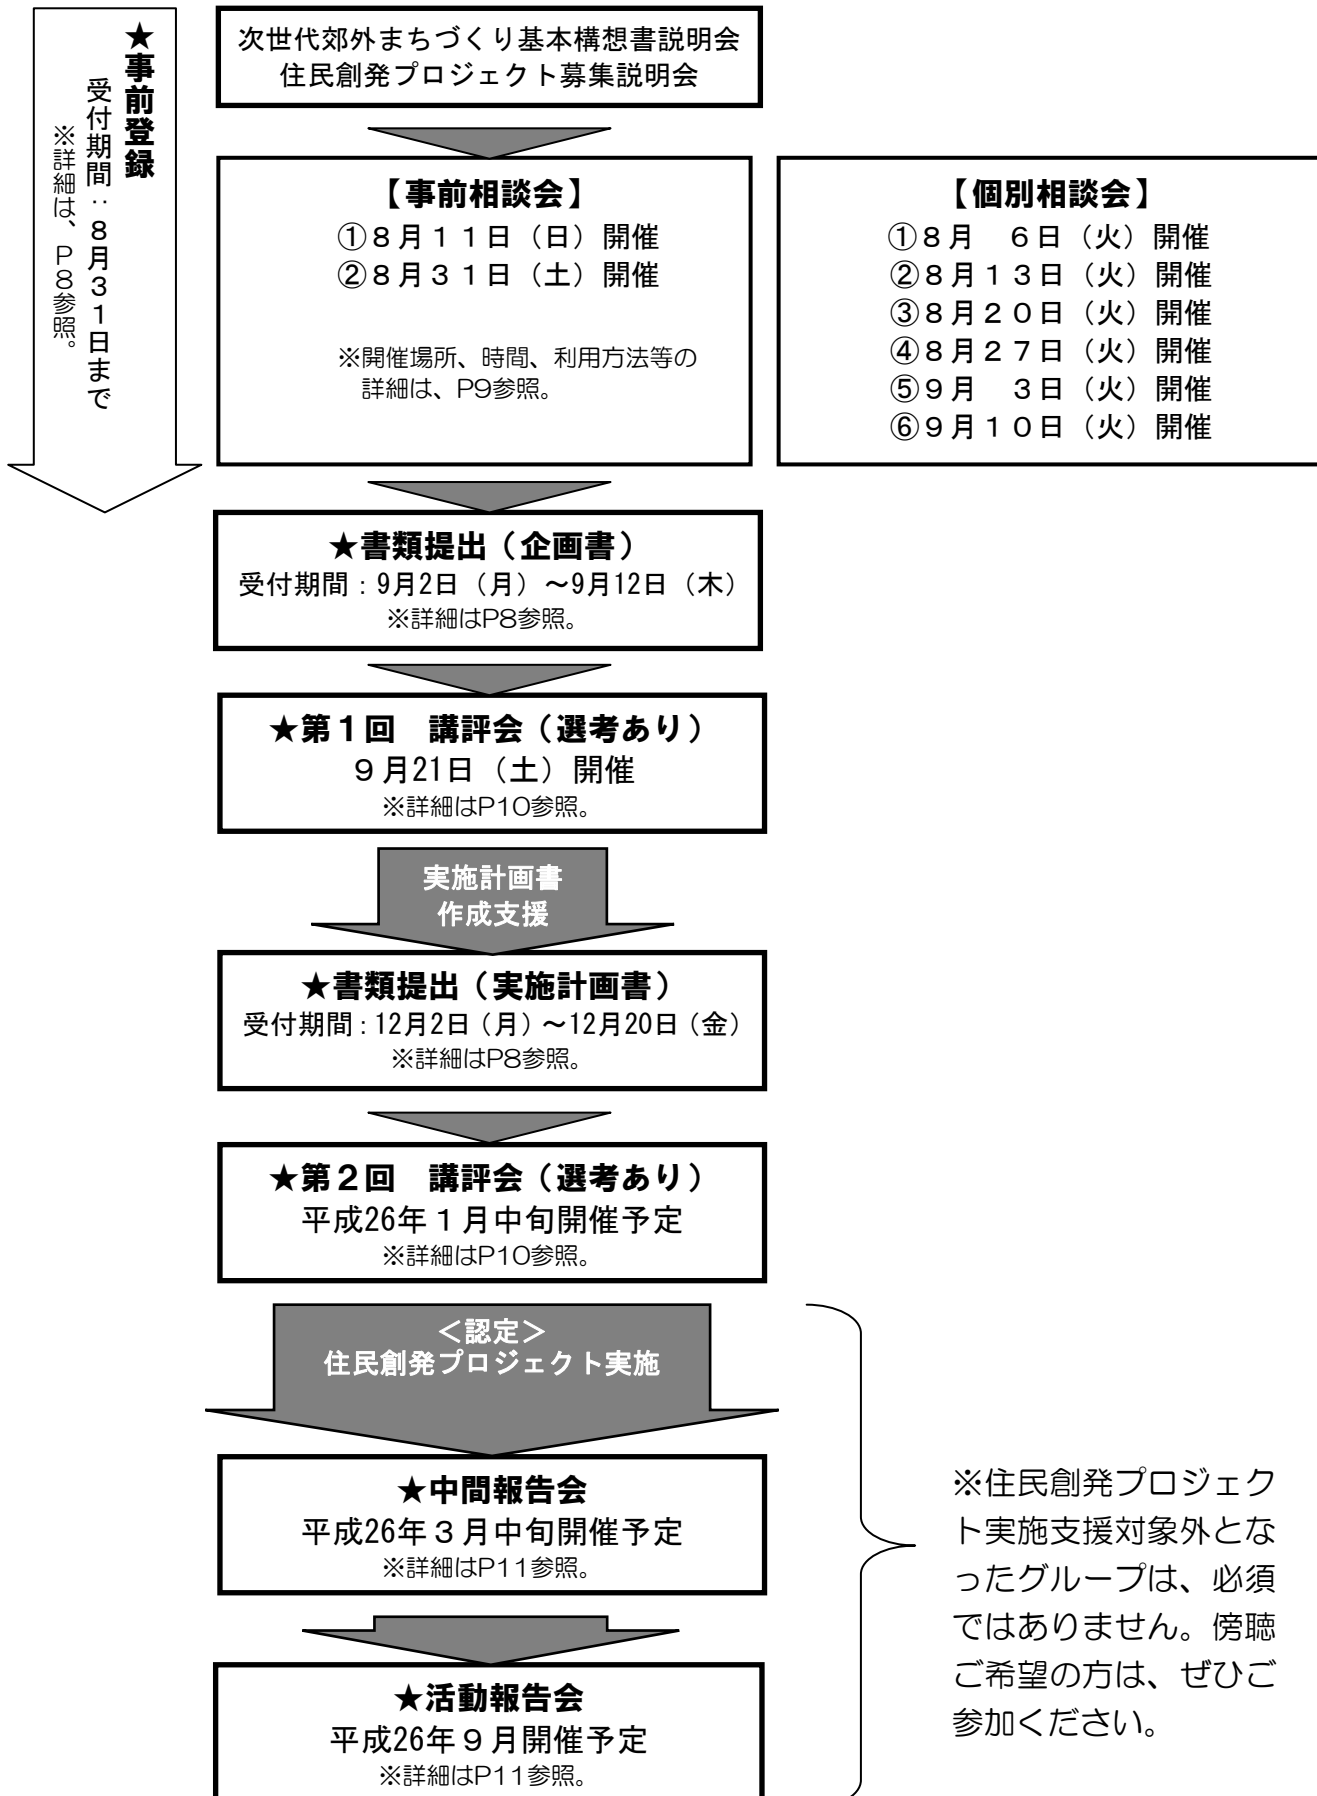 ★事前登録
受付期間：８月３１日まで
※詳細は、Ｐ８参照。
次世代郊外まちづくり基本構想書説明会
住民創発プロジェクト募集説明会
【事前相談会】
①８月１１日（日）開催
②８月３１日（土）開催
※開催場所、時間、利用方法等の
詳細は、P9参照。
【個別相談会】
①８月　６日（火）開催
②８月１３日（火）開催
③８月２０日（火）開催
④８月２７日（火）開催
⑤９月　３日（火）開催
⑥９月１０日（火）開催
★書類提出（企画書）
受付期間：9月2日（月）～9月12日（木）
※詳細はP8参照。
★第１回　講評会（選考あり）
９月21日（土）開催
※詳細はP10参照。
実施計画書
作成支援
★書類提出（実施計画書）
受付期間：12月2日（月）～12月20日（金）
※詳細はP8参照。
★第２回　講評会（選考あり）
平成26年１月中旬開催予定
※詳細はP10参照。
＜認定＞
住民創発プロジェクト実施
★中間報告会
平成26年３月中旬開催予定
※詳細はP11参照。
★活動報告会
平成26年９月開催予定
※詳細はP11参照。
※住民創発プロジェク
ト実施支援対象外とな
ったグループは、必須
ではありません。傍聴
ご希望の方は、ぜひご
参加ください。